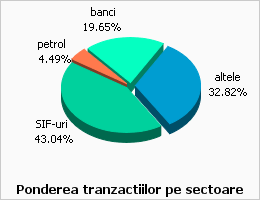 banci
19.65%
petrol
4.49%
altele
32.82%
SIF-uri
43.04%
Ponderea tranzactiilor pe sectoare